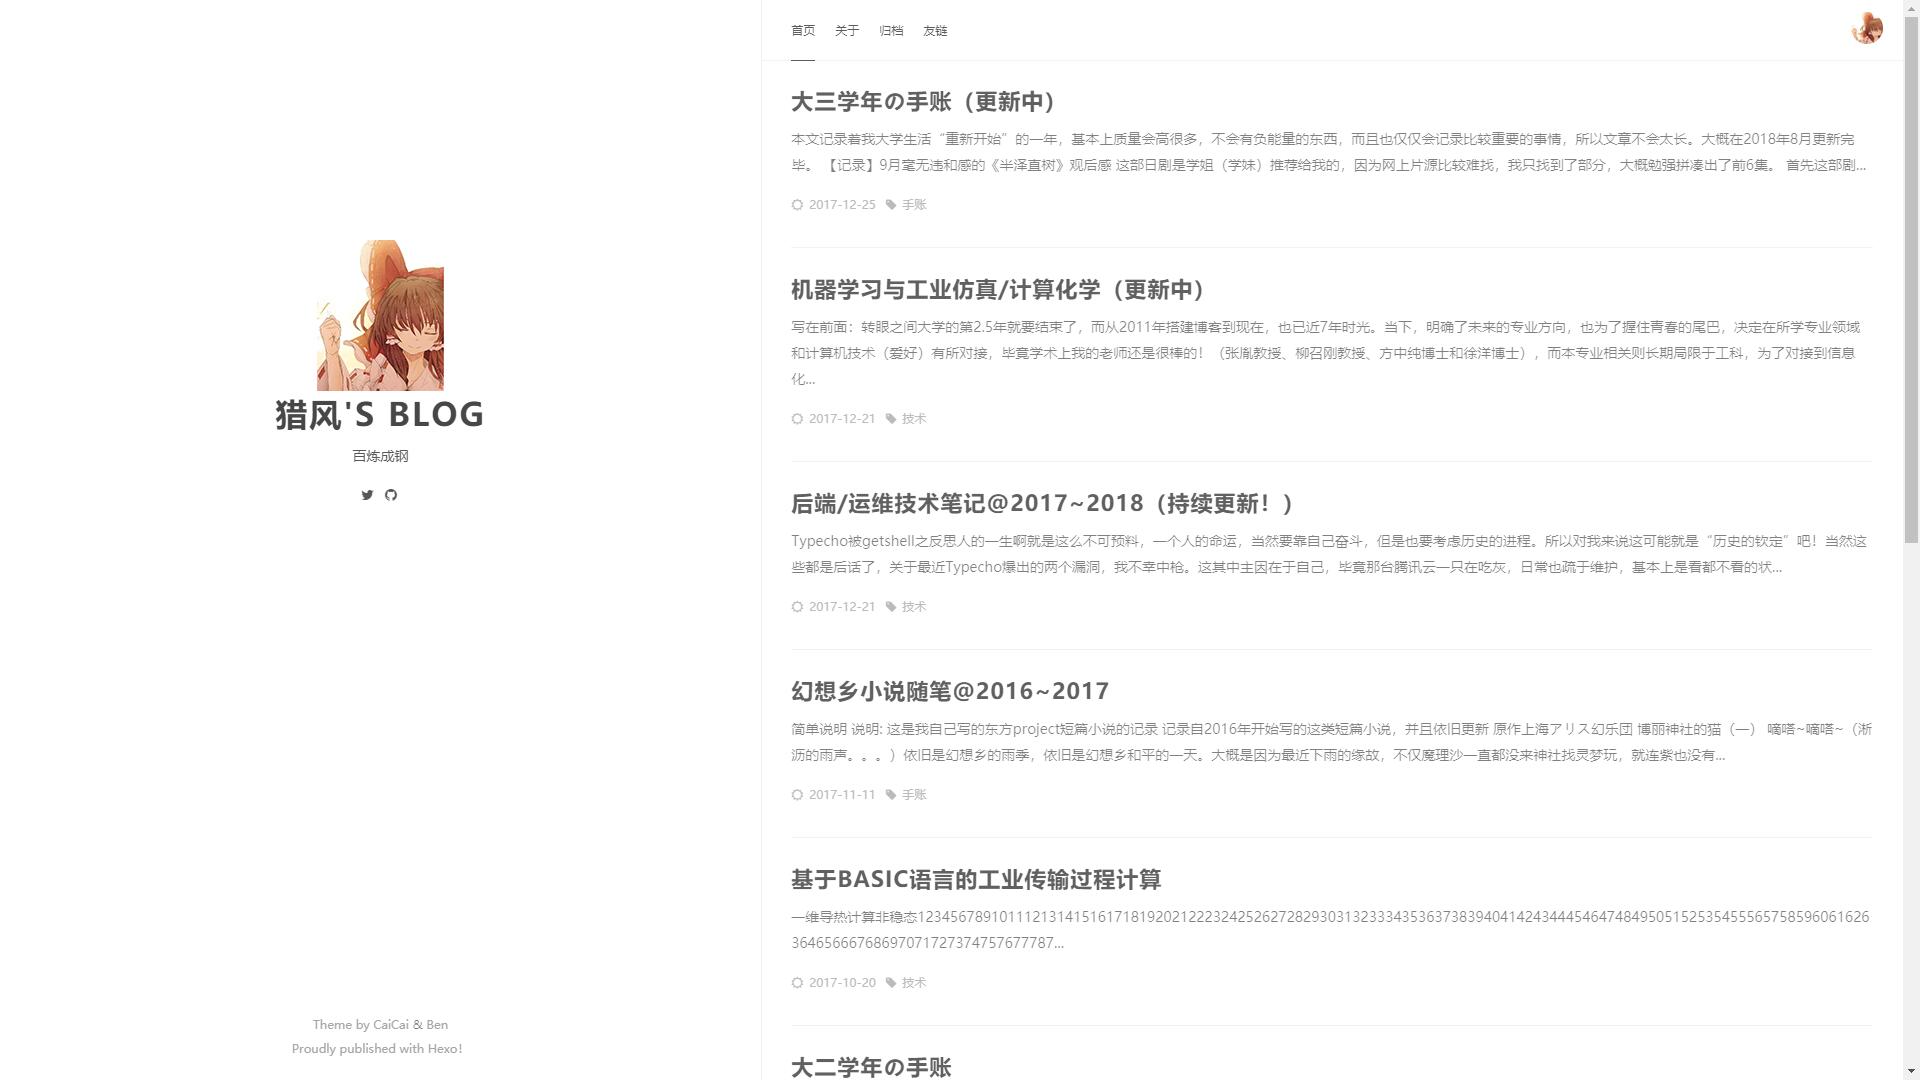 首页 关于 归档 友链
猎风'S BLOG
百炼成钢
Theme by CaiCai & Ben
Proudly published with Hexo!
大三学年の手账（更新中）
本文记录着我大学生活“重新开始”的一年，基本上质量会高很多，不会有负能量的东西，而且也仅仅会记录比较重要的事情，所以文章不会太长。大概在2018年8月更新完
毕。 【记录】9月毫无违和感的《半泽直树》观后感 这部日剧是学姐（学妹）推荐给我的，因为网上片源比较难找，我只找到了部分，大概勉强拼凑出了前6集。 首先这部剧...
2017-12-25 手账
机器学习与工业仿真/计算化学（更新中）
写在前面：转眼之间大学的第2.5年就要结束了，而从2011年搭建博客到现在，也已近7年时光。当下，明确了未来的专业方向，也为了握住青春的尾巴，决定在所学专业领域
和计算机技术（爱好）有所对接，毕竟学术上我的老师还是很棒的！（张胤教授、柳召刚教授、方中纯博士和徐洋博士），而本专业相关则长期局限于工科，为了对接到信息
化...
2017-12-21 技术
后端/运维技术笔记@2017~2018（持续更新！）
Typecho被getshell之反思人的一生啊就是这么不可预料，一个人的命运，当然要靠自己奋斗，但是也要考虑历史的进程。所以对我来说这可能就是“历史的钦定”吧！当然这
些都是后话了，关于最近Typecho爆出的两个漏洞，我不幸中枪。这其中主因在于自己，毕竟那台腾讯云一只在吃灰，日常也疏于维护，基本上是看都不看的状...
2017-12-21 技术
幻想乡小说随笔@2016~2017
简单说明 说明: 这是我自己写的东方project短篇小说的记录 记录自2016年开始写的这类短篇小说，并且依旧更新 原作上海アリス幻乐团 博丽神社的猫（一） 嘀嗒~嘀嗒~（淅
沥的雨声。。。）依旧是幻想乡的雨季，依旧是幻想乡和平的一天。大概是因为最近下雨的缘故，不仅魔理沙一直都没来神社找灵梦玩，就连紫也没有...
2017-11-11 手账
基于BASIC语言的工业传输过程计算
一维导热计算非稳态1234567891011121314151617181920212223242526272829303132333435363738394041424344454647484950515253545556575859606162​6
3646566676869707172737475767​7787...
2017-10-20 技术
大二学年の手账